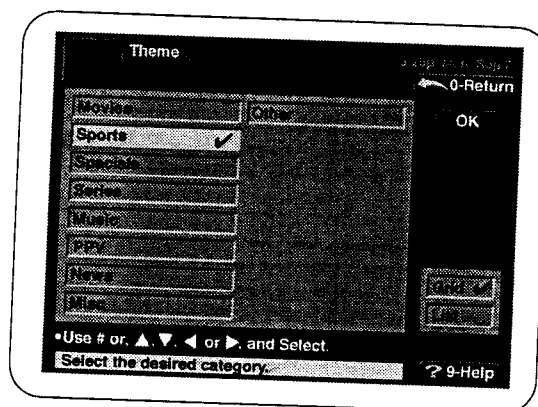 Theme
0-Return
OK
Movies
Other
Sports
Specials
Series
Music
PPV
News
Misc.
Grid
List
•Use # or, ▲, ▼, ◀ or ▶, and Select.
Select the desired category.
? 9-Help